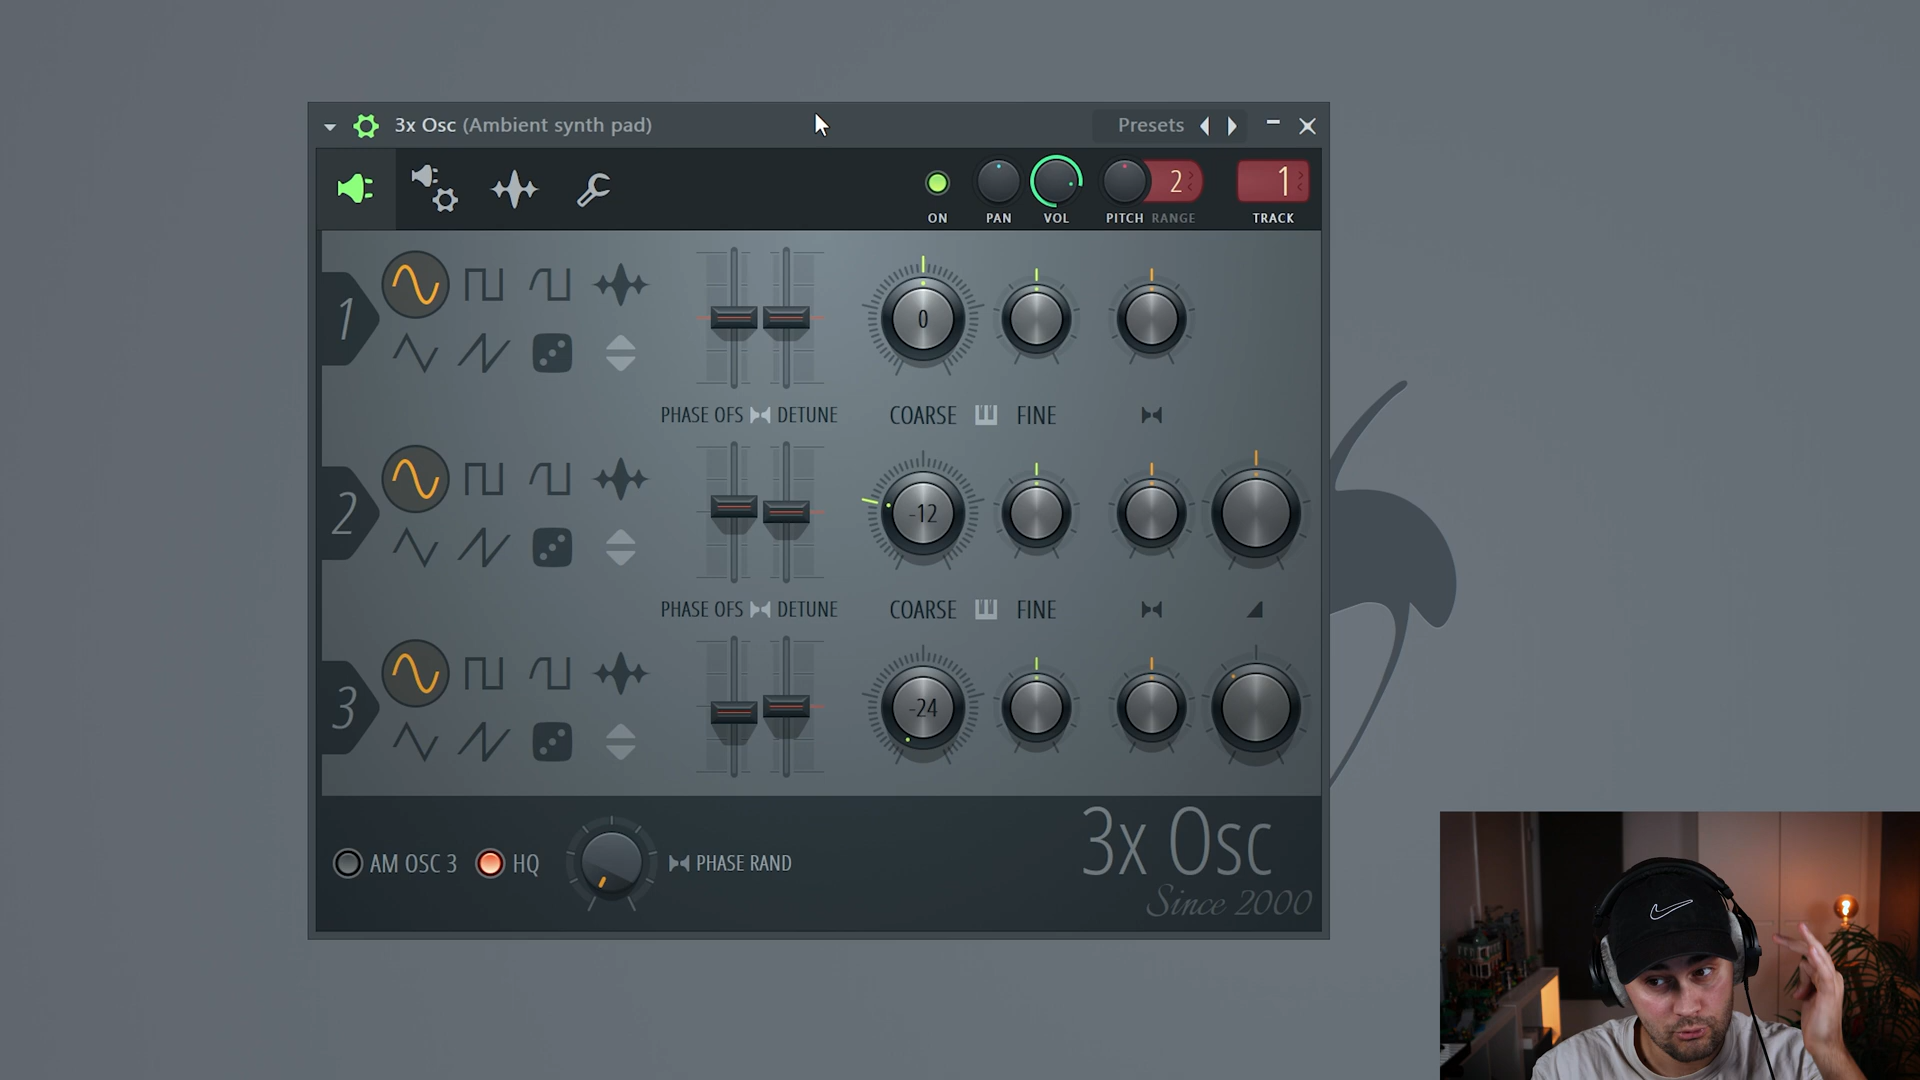 3x Osc (Ambient synth pad)
Presets
2
1
ON
PAN
VOL
PITCH
RANGE
TRACK
1
0
PHASE OFS
DETUNE
COARSE
FINE
2
-12
PHASE OFS
DETUNE
COARSE
FINE
3
-24
AM OSC 3
HQ
PHASE RAND
3x Osc
Since 2000